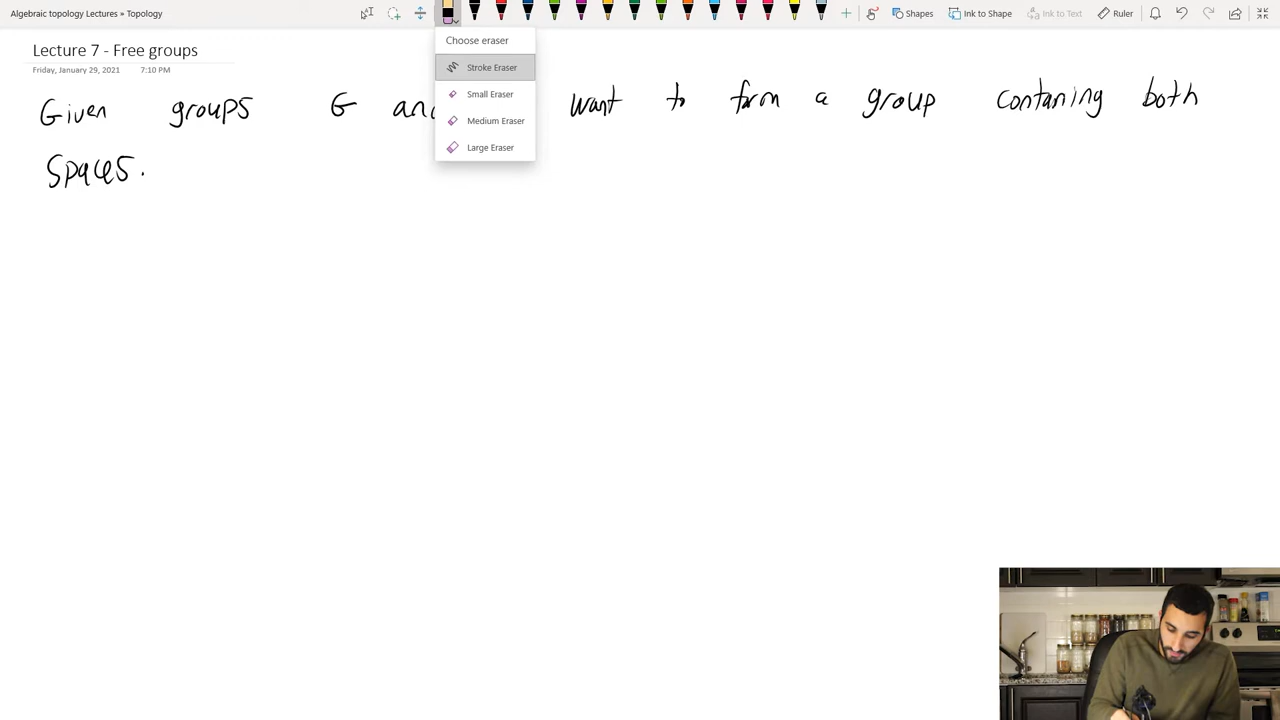 Algebraic topology Lectures – Topology
Shapes
Ink to Shape
Ink to Text
Math
Ruler
Lecture 7 - Free groups
Friday, January 29, 2021 7:10 PM
Choose eraser
Stroke Eraser
Small Eraser
Medium Eraser
Large Eraser
Given groups G and want to form a group contaning both
Spaces.